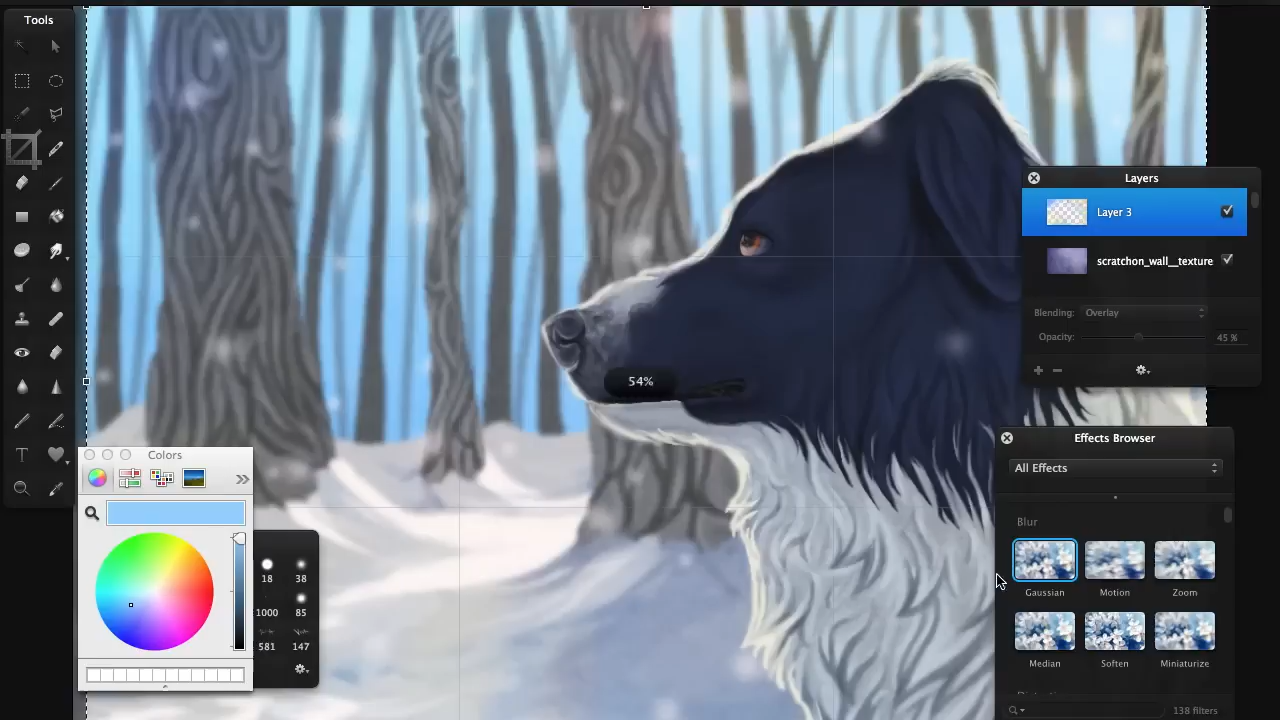 Tools
T
Layers
Layer 3
scratchon_wall__texture
Blending: Overlay
Opacity: 45 %
54%
Effects Browser
All Effects
Blur
Gaussian Motion Zoom
Median Soften Miniaturize
138 filters
Colors
18 38
1000 85
581 147